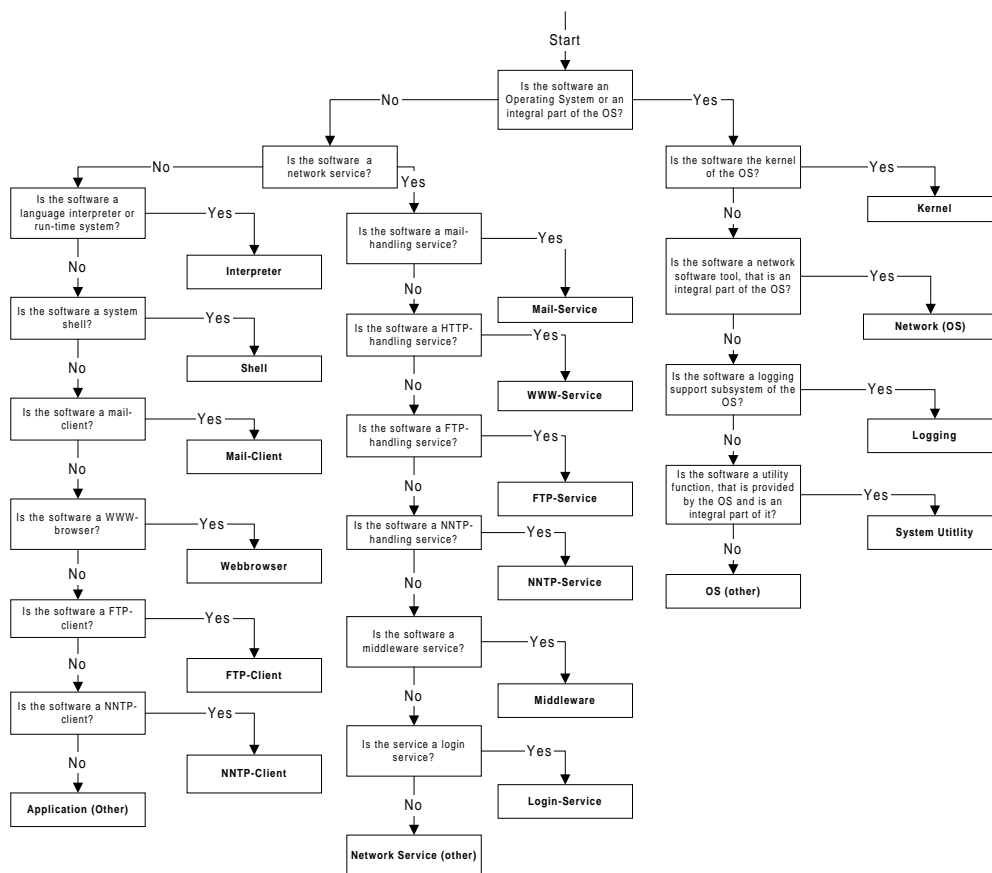 Start
Is the software an
Operating System or an
integral part of the OS?
No
Yes
Is the software a
network service?
No
Yes
Is the software the kernel
of the OS?
Yes
Kernel
No
Is the software a
language interpreter or
run-time system?
Yes
Interpreter
No
Is the software a mail-
handling service?
Yes
Mail-Service
No
Is the software a network
software tool, that is an
integral part of the OS?
Yes
Network (OS)
No
Is the software a system
shell?
Yes
Shell
No
Is the software a HTTP-
handling service?
Yes
WWW-Service
No
Is the software a logging
support subsystem of the
OS?
Yes
Logging
No
Is the software a mail-
client?
Yes
Mail-Client
No
Is the software a FTP-
handling service?
Yes
FTP-Service
No
Is the software a utility
function, that is provided
by the OS and is an
integral part of it?
Yes
System Utitlity
No
OS (other)
Is the software a WWW-
browser?
Yes
Webbrowser
No
Is the software a NNTP-
handling service?
Yes
NNTP-Service
No
Is the software a FTP-
client?
Yes
FTP-Client
No
Is the software a
middleware service?
Yes
Middleware
No
Is the software a NNTP-
client?
Yes
NNTP-Client
No
Application (Other)
Is the service a login
service?
Yes
Login-Service
No
Network Service (other)